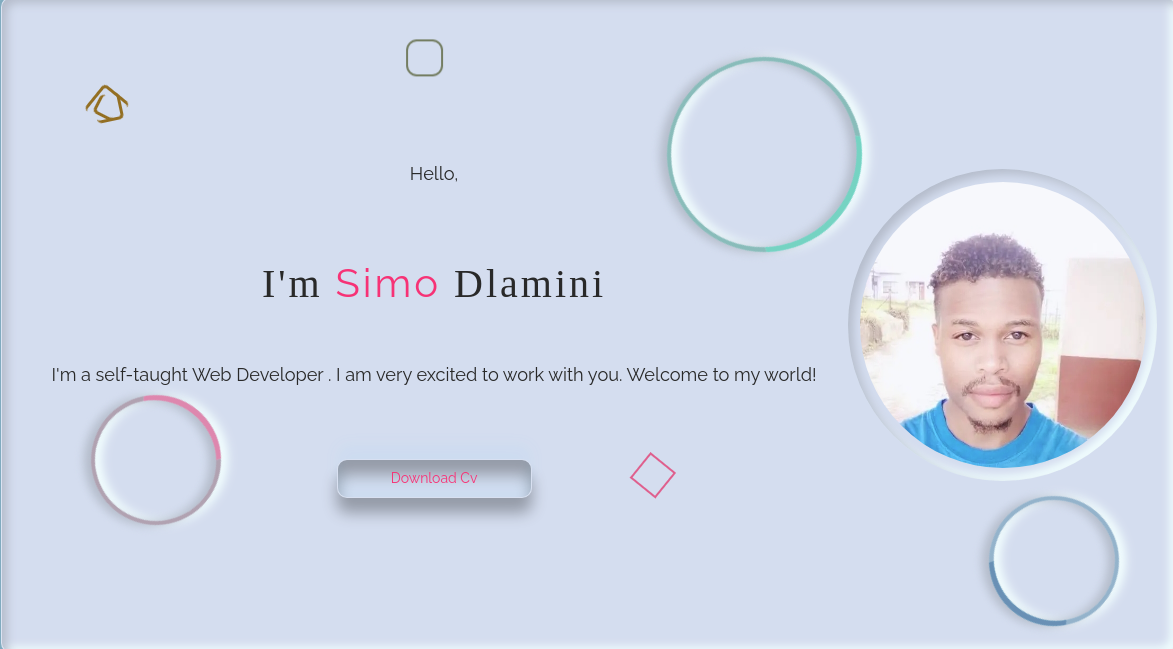 Hello,
I'm Simo Dlamini
I'm a self-taught Web Developer . I am very excited to work with you. Welcome to my world!
Download Cv